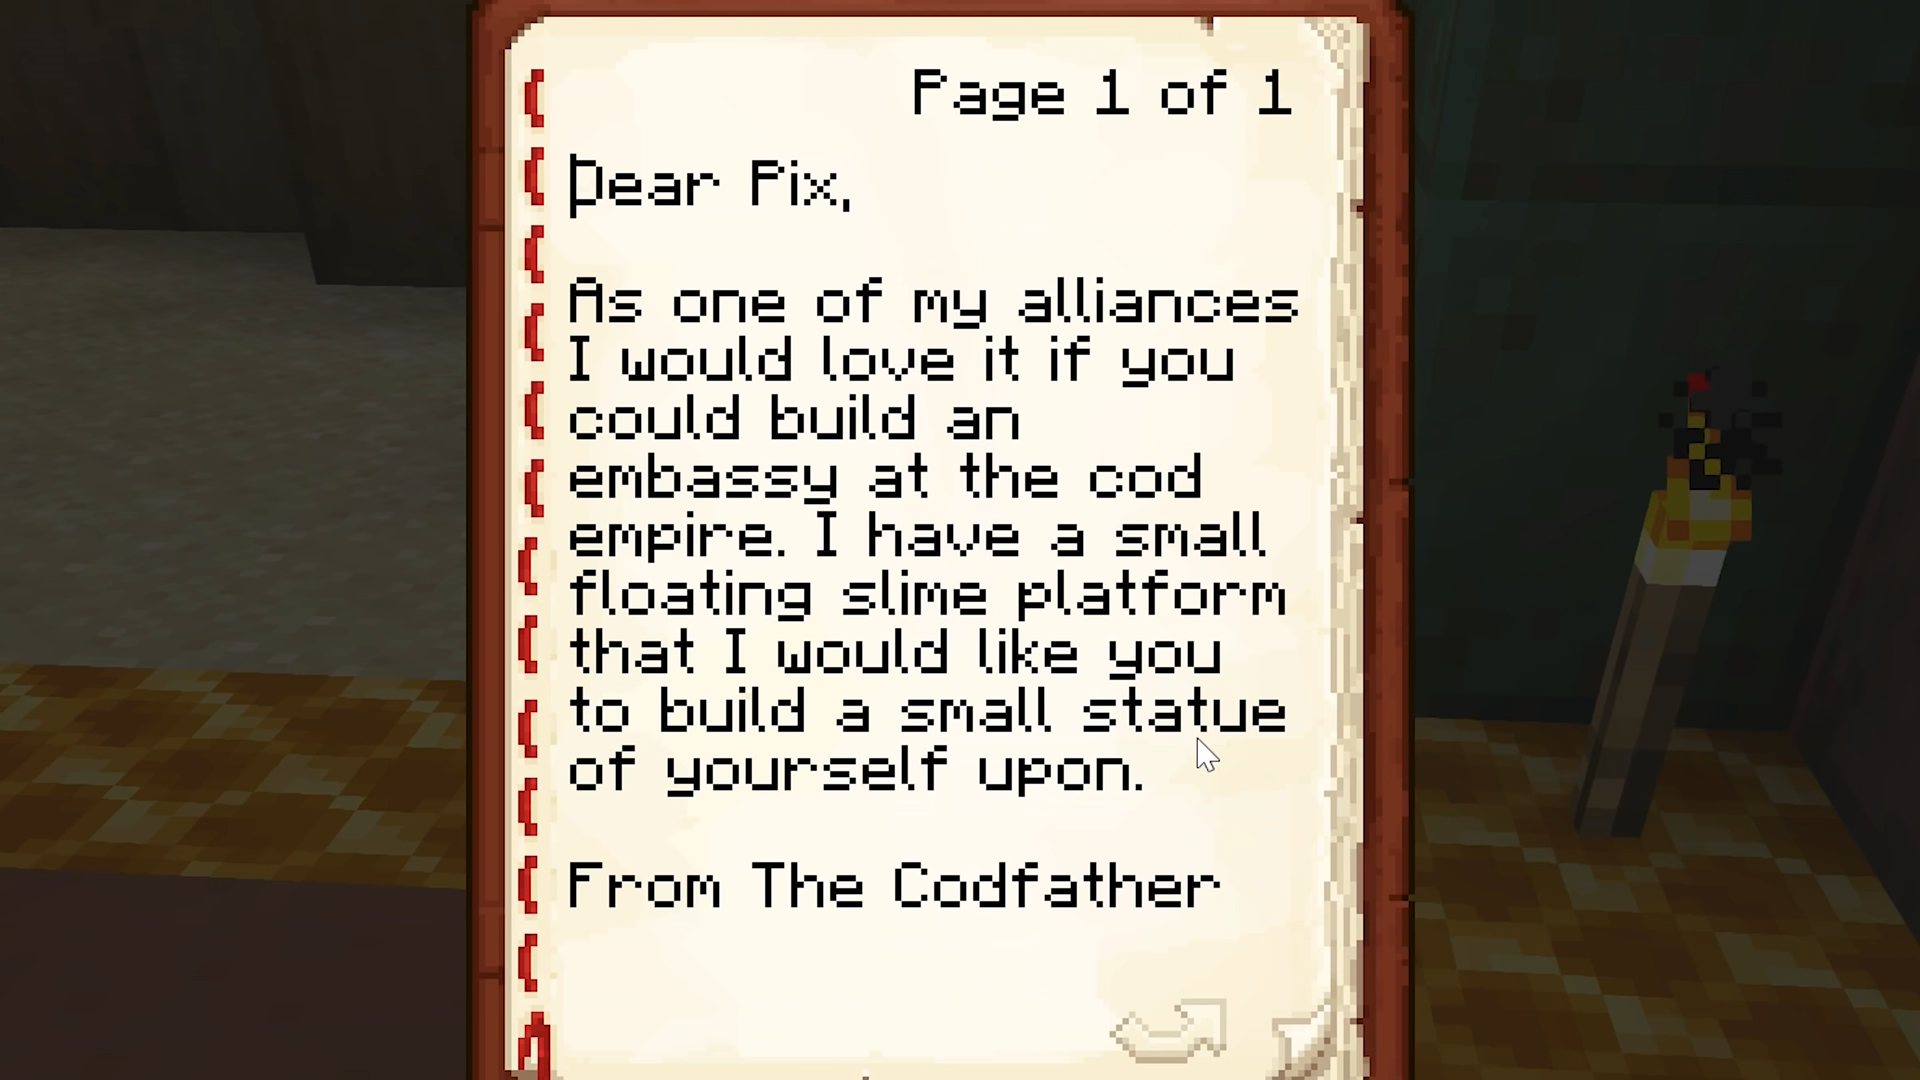 Page 1 of 1
Dear Pix,
As one of my alliances
I would love it if you
could build an
embassy at the cod
empire. I have a small
floating slime platform
that I would like you
to build a small statue
of yourself upon.
From The Codfather